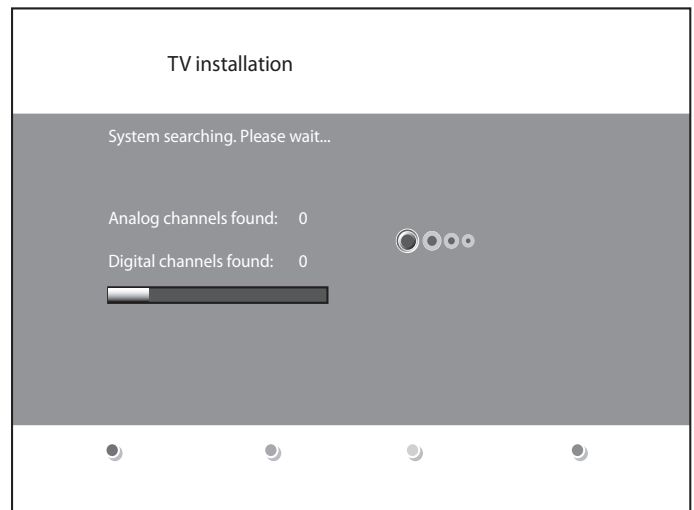 TV installation
System searching. Please wait...
Analog channels found: 0
Digital channels found: 0